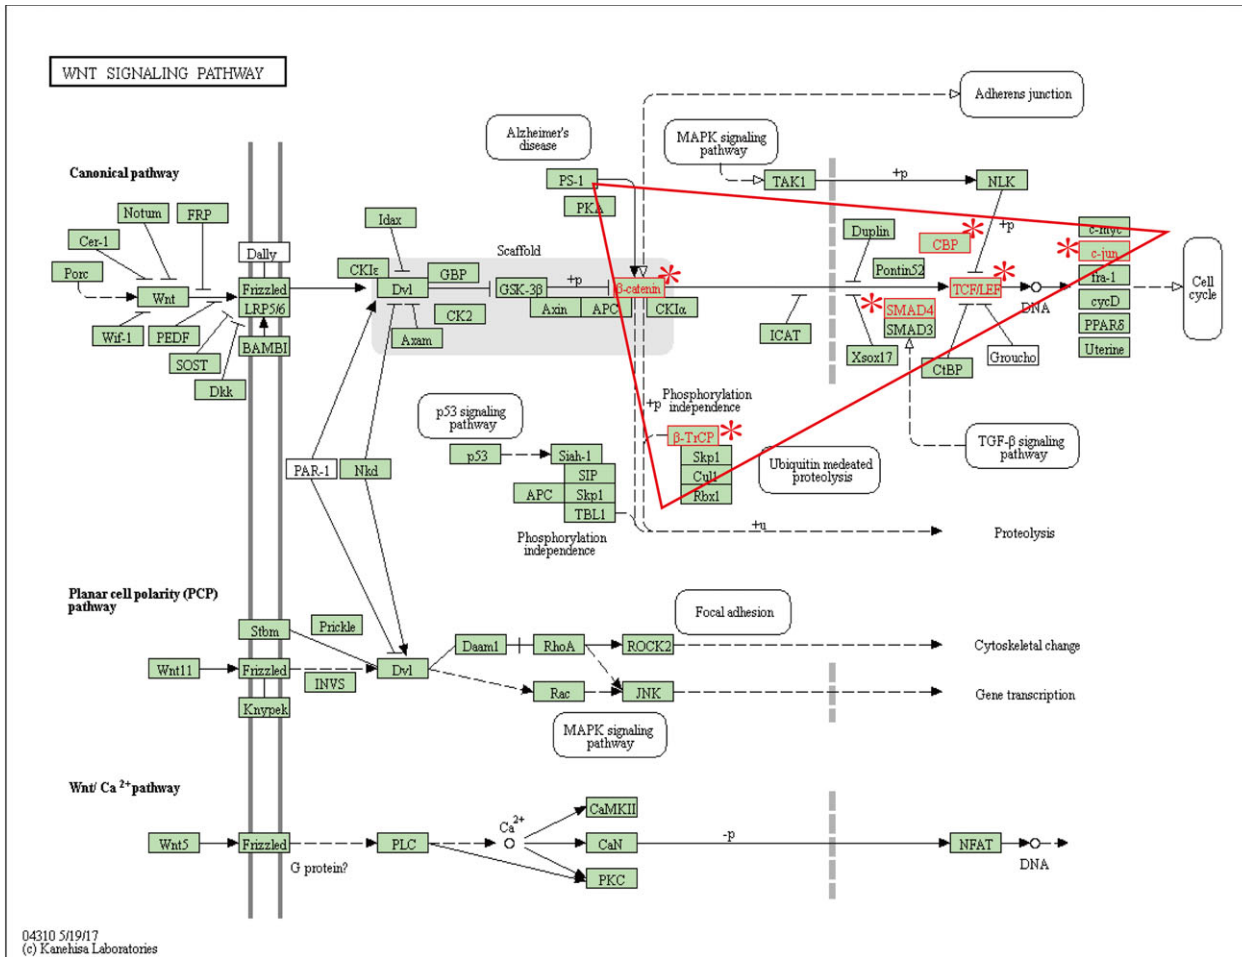 WNT SIGNALING PATHWAY
Adherens junction
Alzheimer's
disease
MAPK signaling
pathway
Canonical pathway
PS-1
PKA
TAK1
+p
NLK
Notum
FRP
Cer-1
Porc
Wnt
Wif-1
PEDF
SOST
Dkk
Dally
Frizzled
LRP5/6
BAMBI
Idax
Scaffold
CKIε
Dvl
GBP
CK2
Axam
GSK-3β
+p
Axin
APC
β-catenin
*
CKIα
Duplin
Pontin52
CBP
*
+p
TCF/LEF
*
*
SMAD4
SMAD3
ICAT
Xsox17
CtBP
Groucho
DNA
c-myc
*
c-jun
fra-1
cycD
PPARδ
Uterine
Cell
cycle
TGF-β signaling
pathway
p53 signaling
pathway
p53
Siah-1
SIP
APC
Skp1
TBL1
Phosphorylation
independence
+p
Phosphorylation
independence
β-TrCP
*
Skp1
Cul1
Rbx1
Ubiquitin medeated
proteolysis
+u
Proteolysis
PAR-1
Nkd
Planar cell polarity (PCP)
pathway
Stbm
Prickle
Wnt11
Frizzled
INVS
Knypek
Dvl
Daam1
RhoA
ROCK2
Rac
JNK
Focal adhesion
Cytoskeletal change
Gene transcription
MAPK signaling
pathway
Wnt/ Ca 2+ pathway
Wnt5
Frizzled
G protein?
PLC
Ca2+
CaMKII
CaN
PKC
-p
NFAT
DNA
04310 5/19/17
(c) Kanehisa Laboratories